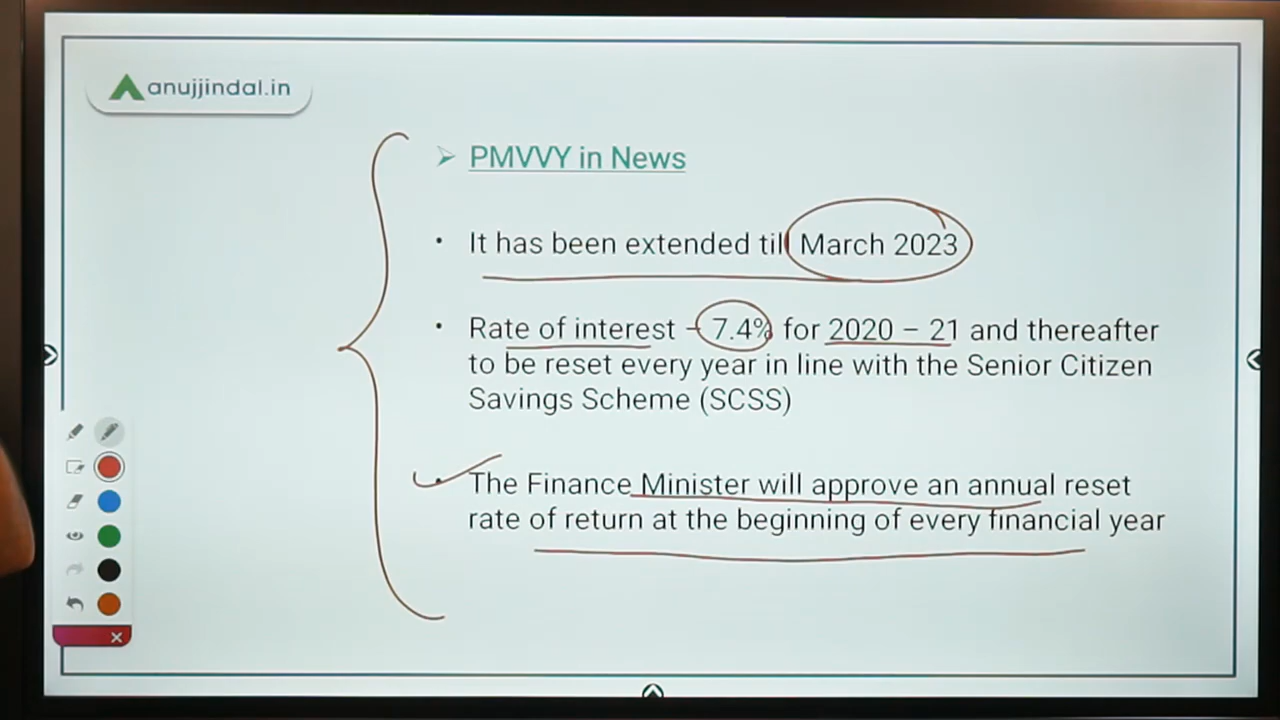 anujjindal.in
PMVVY in News
It has been extended till March 2023
Rate of interest – 7.4% for 2020 – 21 and thereafter
to be reset every year in line with the Senior Citizen
Savings Scheme (SCSS)
The Finance Minister will approve an annual reset
rate of return at the beginning of every financial year